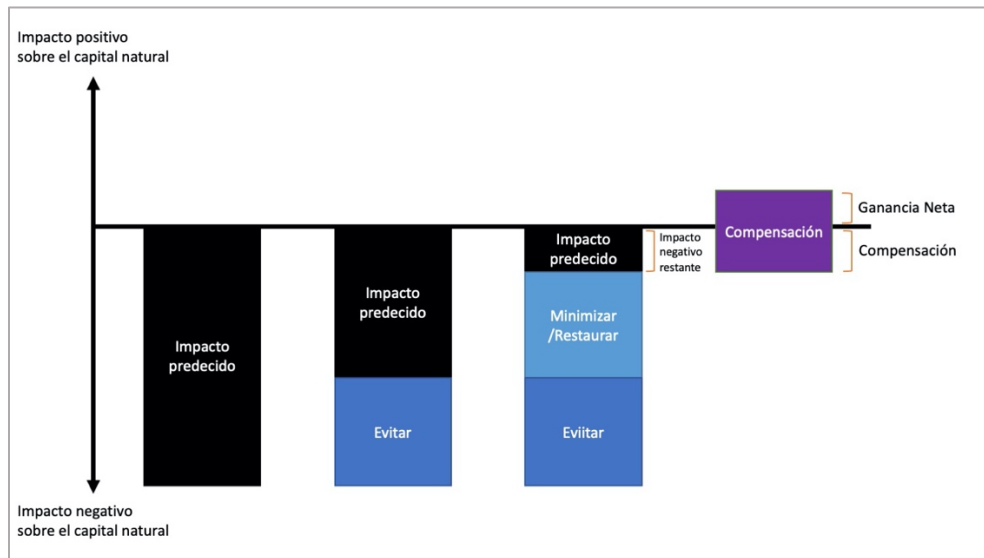 Impacto positivo
sobre el capital natural
Impacto
predecido
Impacto
predecido
Evitar
Impacto
predecido
Minimizar
/Restaurar
Eviitar
Impacto
negativo
restante
Compensación
Ganancia Neta
Compensación
Impacto negativo
sobre el capital natural